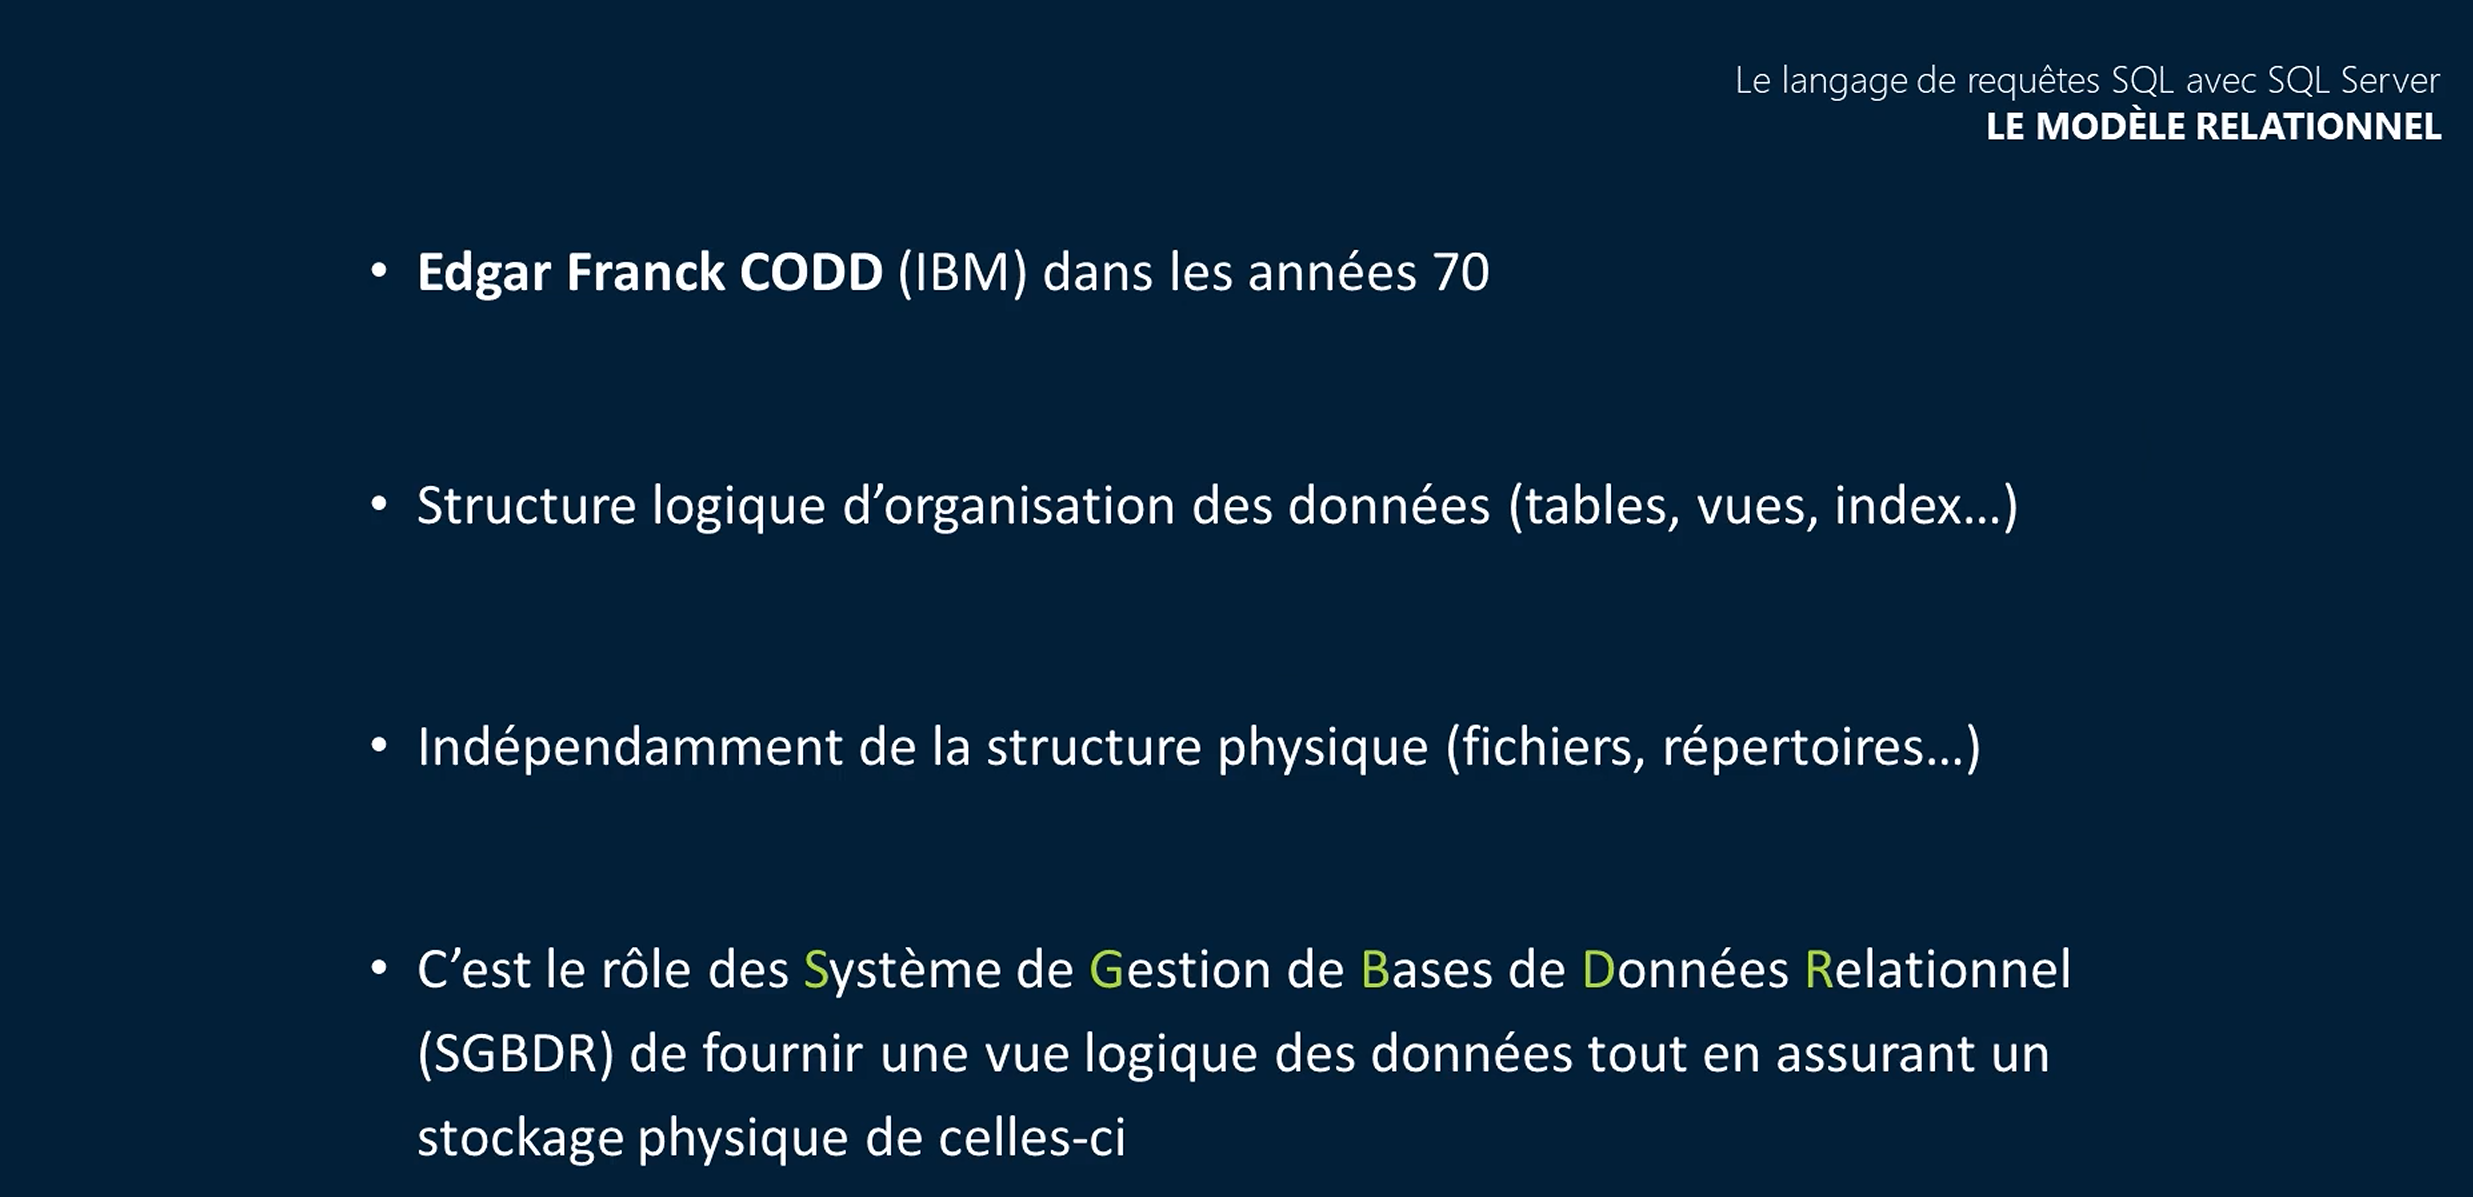 Le langage de requêtes SQL avec SQL Server
LE MODÈLE RELATIONNEL
• Edgar Franck CODD (IBM) dans les années 70
• Structure logique d’organisation des données (tables, vues, index…)
• Indépendamment de la structure physique (fichiers, répertoires…)
• C’est le rôle des Système de Gestion de Bases de Données Relationnel
(SGBDR) de fournir une vue logique des données tout en assurant un
stockage physique de celles-ci